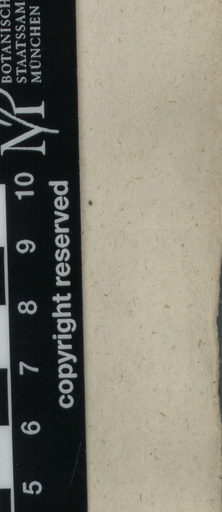 BOTANISCH
STAATSSAM
MÜNCHEN
M
copyright reserved
5 6 7 8 9 10